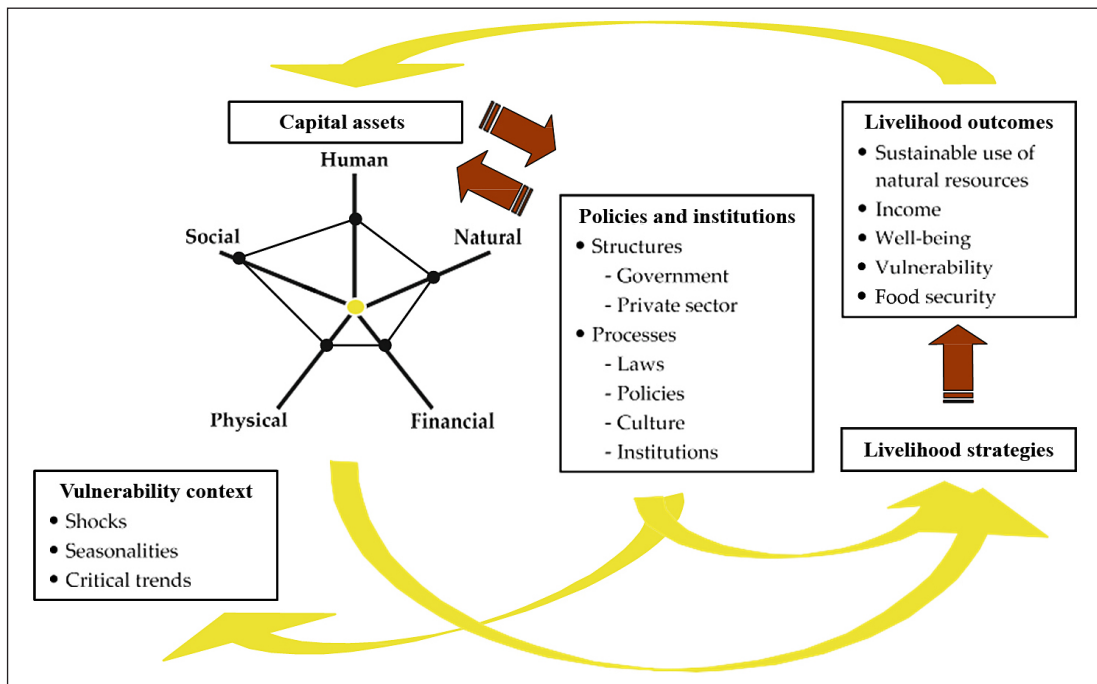 Capital assets
Human
Social
Natural
Physical
Financial
Vulnerability context
• Shocks
• Seasonalities
• Critical trends
Policies and institutions
• Structures
- Government
- Private sector
• Processes
- Laws
- Policies
- Culture
- Institutions
Livelihood outcomes
• Sustainable use of
natural resources
• Income
• Well-being
• Vulnerability
• Food security
Livelihood strategies